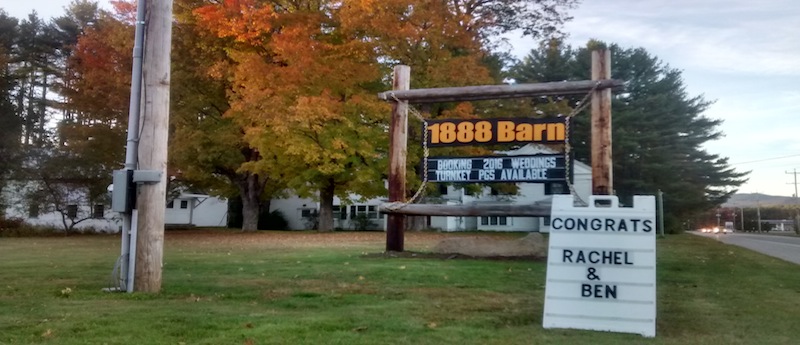 1888 Barn
BOOKING 2016 WEDDINGS
TURNKEY PGS AVAILABLE
CONGRATS
RACHEL
&
BEN